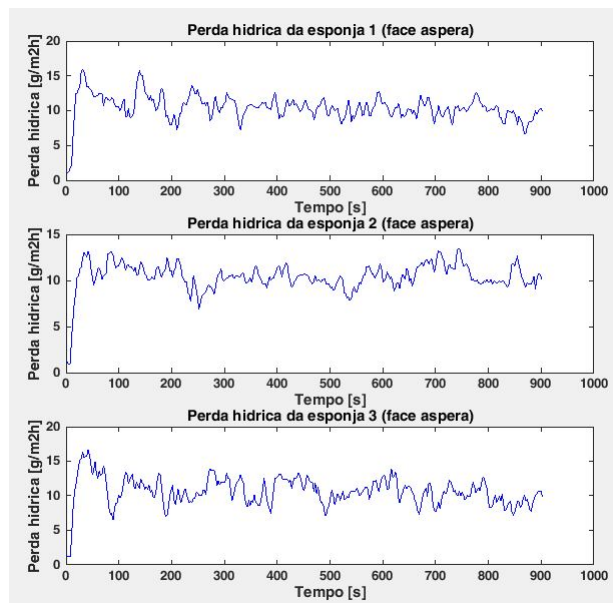 Perda hidrica da esponja 1 (face aspera)
Perda hidrica [g/m2h]
20
15
10
5
0
0 100 200 300 400 500 600 700 800 900 1000
Tempo [s]
Perda hidrica da esponja 2 (face aspera)
Perda hidrica [g/m2h]
15
10
5
0
0 100 200 300 400 500 600 700 800 900 1000
Tempo [s]
Perda hidrica da esponja 3 (face aspera)
Perda hidrica [g/m2h]
20
15
10
5
0
0 100 200 300 400 500 600 700 800 900 1000
Tempo [s]